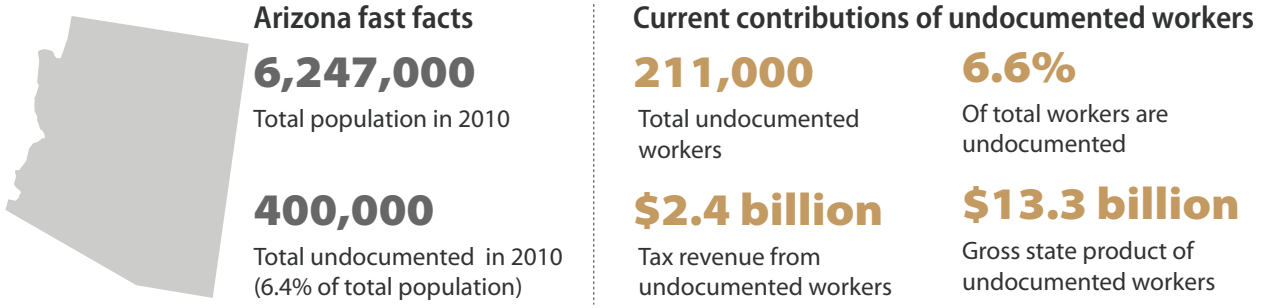 Arizona fast facts
6,247,000
Total population in 2010
400,000
Total undocumented in 2010
(6.4% of total population)
Current contributions of undocumented workers
211,000
Total undocumented
workers
6.6%
Of total workers are
undocumented
$2.4 billion
Tax revenue from
undocumented workers
$13.3 billion
Gross state product of
undocumented workers